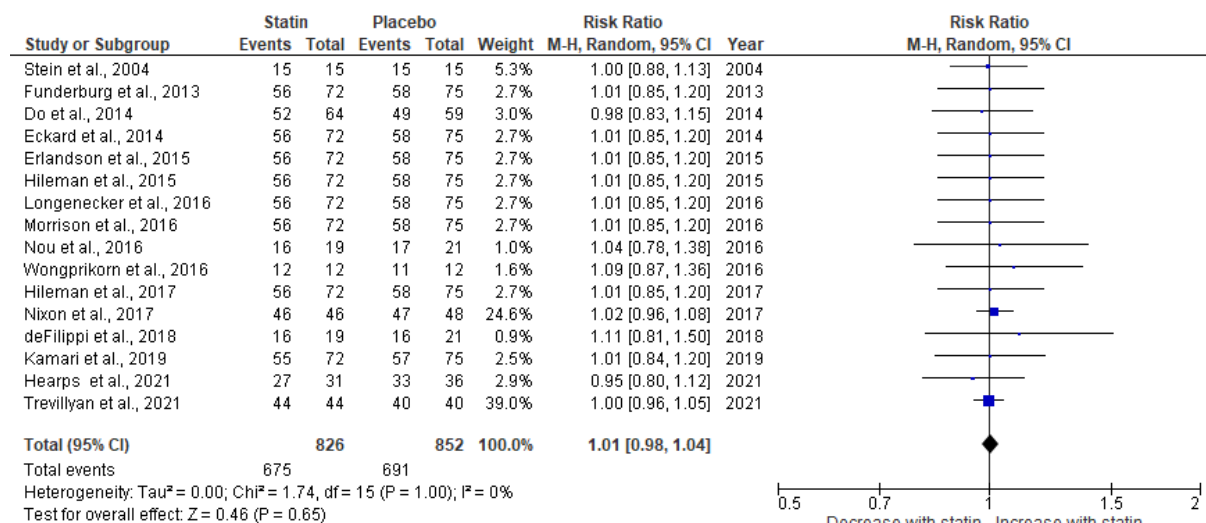 Statin Placebo Risk Ratio Risk Ratio
Study or Subgroup Events Total Events Total Weight M-H, Random, 95% CI Year M-H, Random, 95% CI
Stein et al., 2004 15 15 15 15 5.3% 1.00 [0.88, 1.13] 2004
Funderburg et al., 2013 56 72 58 75 2.7% 1.01 [0.85, 1.20] 2013
Do et al., 2014 52 64 49 59 3.0% 0.98 [0.83, 1.15] 2014
Eckard et al., 2014 56 72 58 75 2.7% 1.01 [0.85, 1.20] 2014
Erlandson et al., 2015 56 72 58 75 2.7% 1.01 [0.85, 1.20] 2015
Hileman et al., 2015 56 72 58 75 2.7% 1.01 [0.85, 1.20] 2015
Longenecker et al., 2016 56 72 58 75 2.7% 1.01 [0.85, 1.20] 2016
Morrison et al., 2016 56 72 58 75 2.7% 1.01 [0.85, 1.20] 2016
Nou et al., 2016 16 19 17 21 1.0% 1.04 [0.78, 1.38] 2016
Wongprikorn et al., 2016 12 12 11 12 1.6% 1.09 [0.87, 1.36] 2016
Hileman et al., 2017 56 72 58 75 2.7% 1.01 [0.85, 1.20] 2017
Nixon et al., 2017 46 46 47 48 24.6% 1.02 [0.96, 1.08] 2017
deFilippi et al., 2018 16 19 16 21 0.9% 1.11 [0.81, 1.50] 2018
Kamari et al., 2019 55 72 57 75 2.5% 1.01 [0.84, 1.20] 2019
Hearps et al., 2021 27 31 33 36 2.9% 0.95 [0.80, 1.12] 2021
Trevillyan et al., 2021 44 44 40 40 39.0% 1.00 [0.96, 1.05] 2021
Total (95% CI) 826 852 100.0% 1.01 [0.98, 1.04]
Total events 675 691
Heterogeneity: Tau² = 0.00; Chi² = 1.74, df = 15 (P = 1.00); I² = 0%
Test for overall effect: Z = 0.46 (P = 0.65)
0.5 0.7 1 1.5 2
Decrease with statin Increase with statin